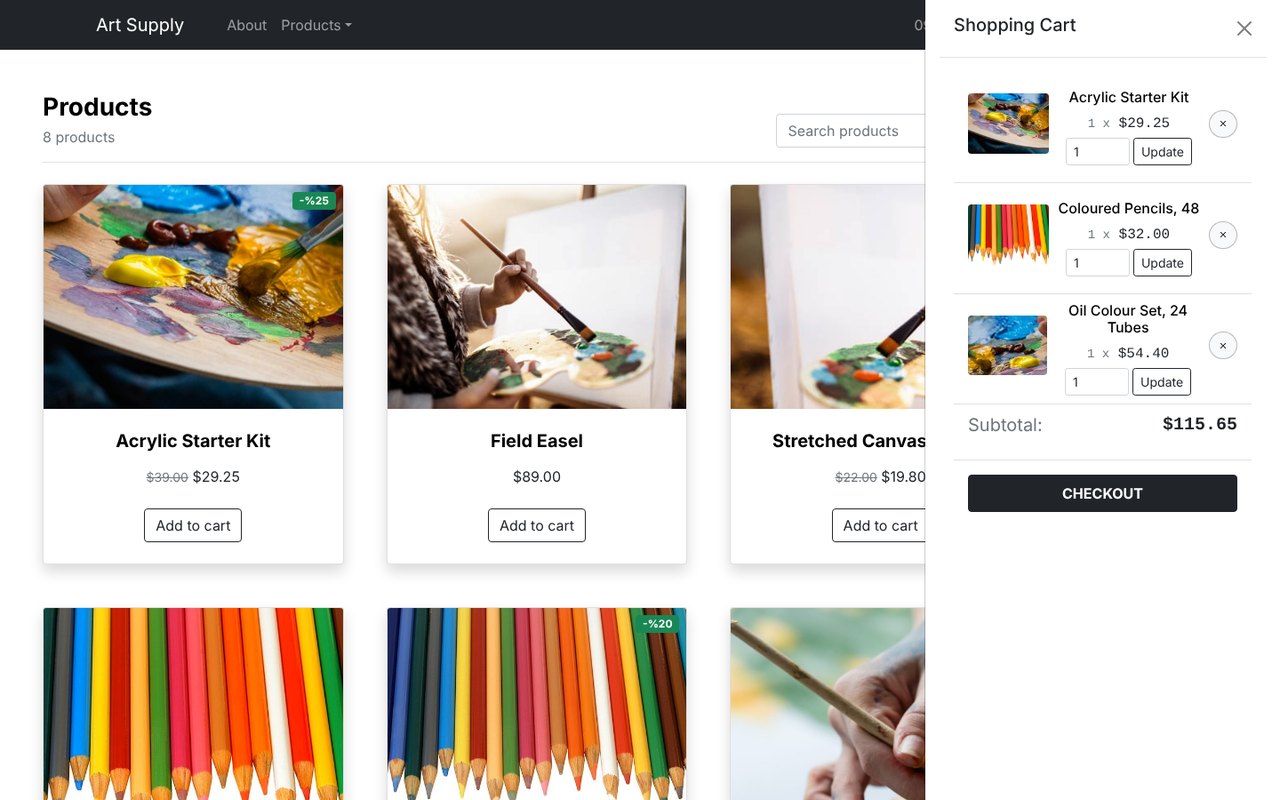 Art Supply
About
Products
Shopping Cart
Products
8 products
Search products
-%25
Acrylic Starter Kit
$39.00 $29.25
Add to cart
Field Easel
$89.00
Add to cart
Stretched Canvas
$22.00 $19.80
Add to cart
-%20
Acrylic Starter Kit
1 x $29.25
1
Update
×
Coloured Pencils, 48
1 x $32.00
1
Update
×
Oil Colour Set, 24
Tubes
1 x $54.40
1
Update
×
Subtotal: $115.65
CHECKOUT